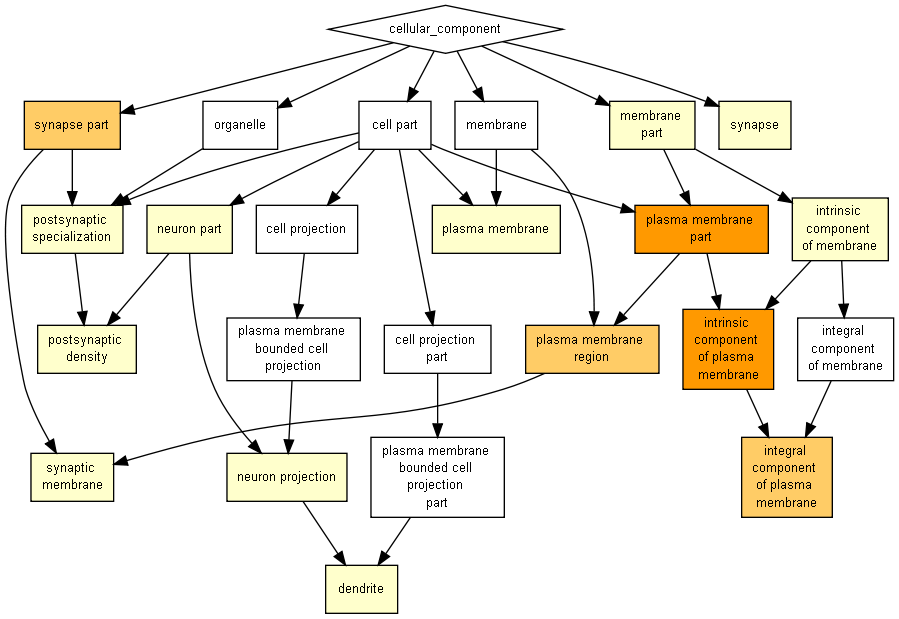 cellular_component
synapse part
organelle
cell part
membrane
membrane
part
synapse
postsynaptic
specialization
neuron part
cell projection
plasma membrane
plasma membrane
part
intrinsic
component
of membrane
postsynaptic
density
plasma membrane
bounded cell
projection
cell projection
part
plasma membrane
region
intrinsic
component
of plasma
membrane
integral
component
of membrane
synaptic
membrane
neuron projection
plasma membrane
bounded cell
projection
part
integral
component
of plasma
membrane
dendrite